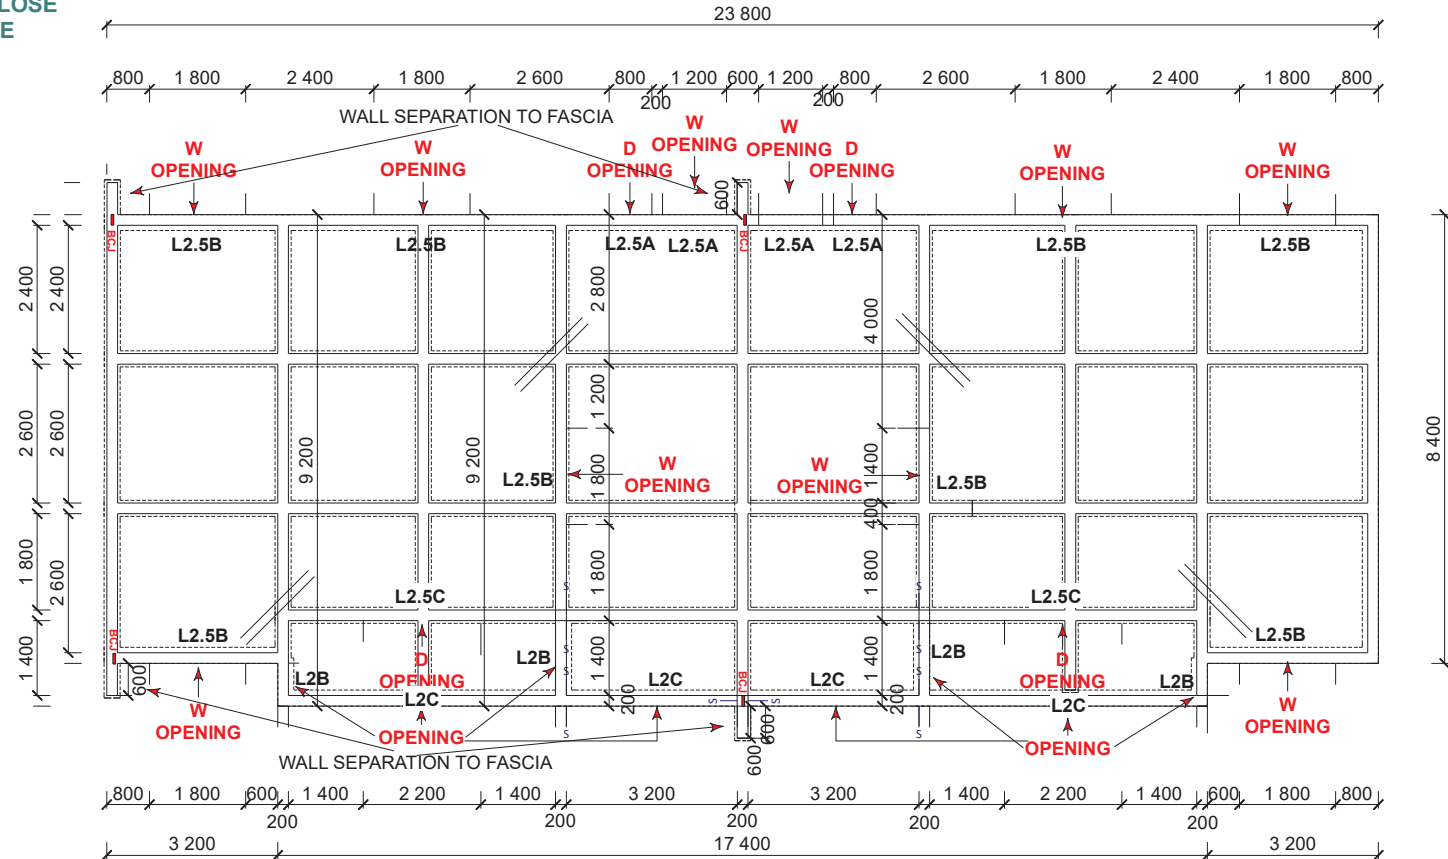 LOSE
E
23 800
800 1 800 2 400 1 800 2 600 800 1 200 600 1 200 800 2 600 1 800 2 400 1 800 800
200 200
WALL SEPARATION TO FASCIA
W
OPENING
W
OPENING
D
OPENING
W
OPENING
W
OPENING
D
OPENING
W
OPENING
W
OPENING
600
BCJ
BCJ
L2.5B
L2.5B
L2.5A
L2.5A
L2.5A
L2.5A
L2.5B
L2.5B
2 400
2 400
2 800
4 000
2 600
2 600
9 200
9 200
1 200
1 800
1 400
400
8 400
L2.5B
W
OPENING
W
OPENING
L2.5B
1 800
2 600
1 800
1 800
S
S
L2.5C
L2.5C
L2.5B
L2.5B
BCJ
1 400
1 400
1 400
S
S
S
S
L2B
D
OPENING
L2B
L2B
D
OPENING
L2B
600
L2C
L2C
L2C
L2C
200
BCJ
200
S
S
W
OPENING
OPENING
S
600
600
S
OPENING
W
OPENING
WALL SEPARATION TO FASCIA
800 1 800 600 1 400 2 200 1 400 3 200 3 200 1 400 2 200 1 400 600 1 800 800
200 200 200 200 200
3 200 17 400 3 200